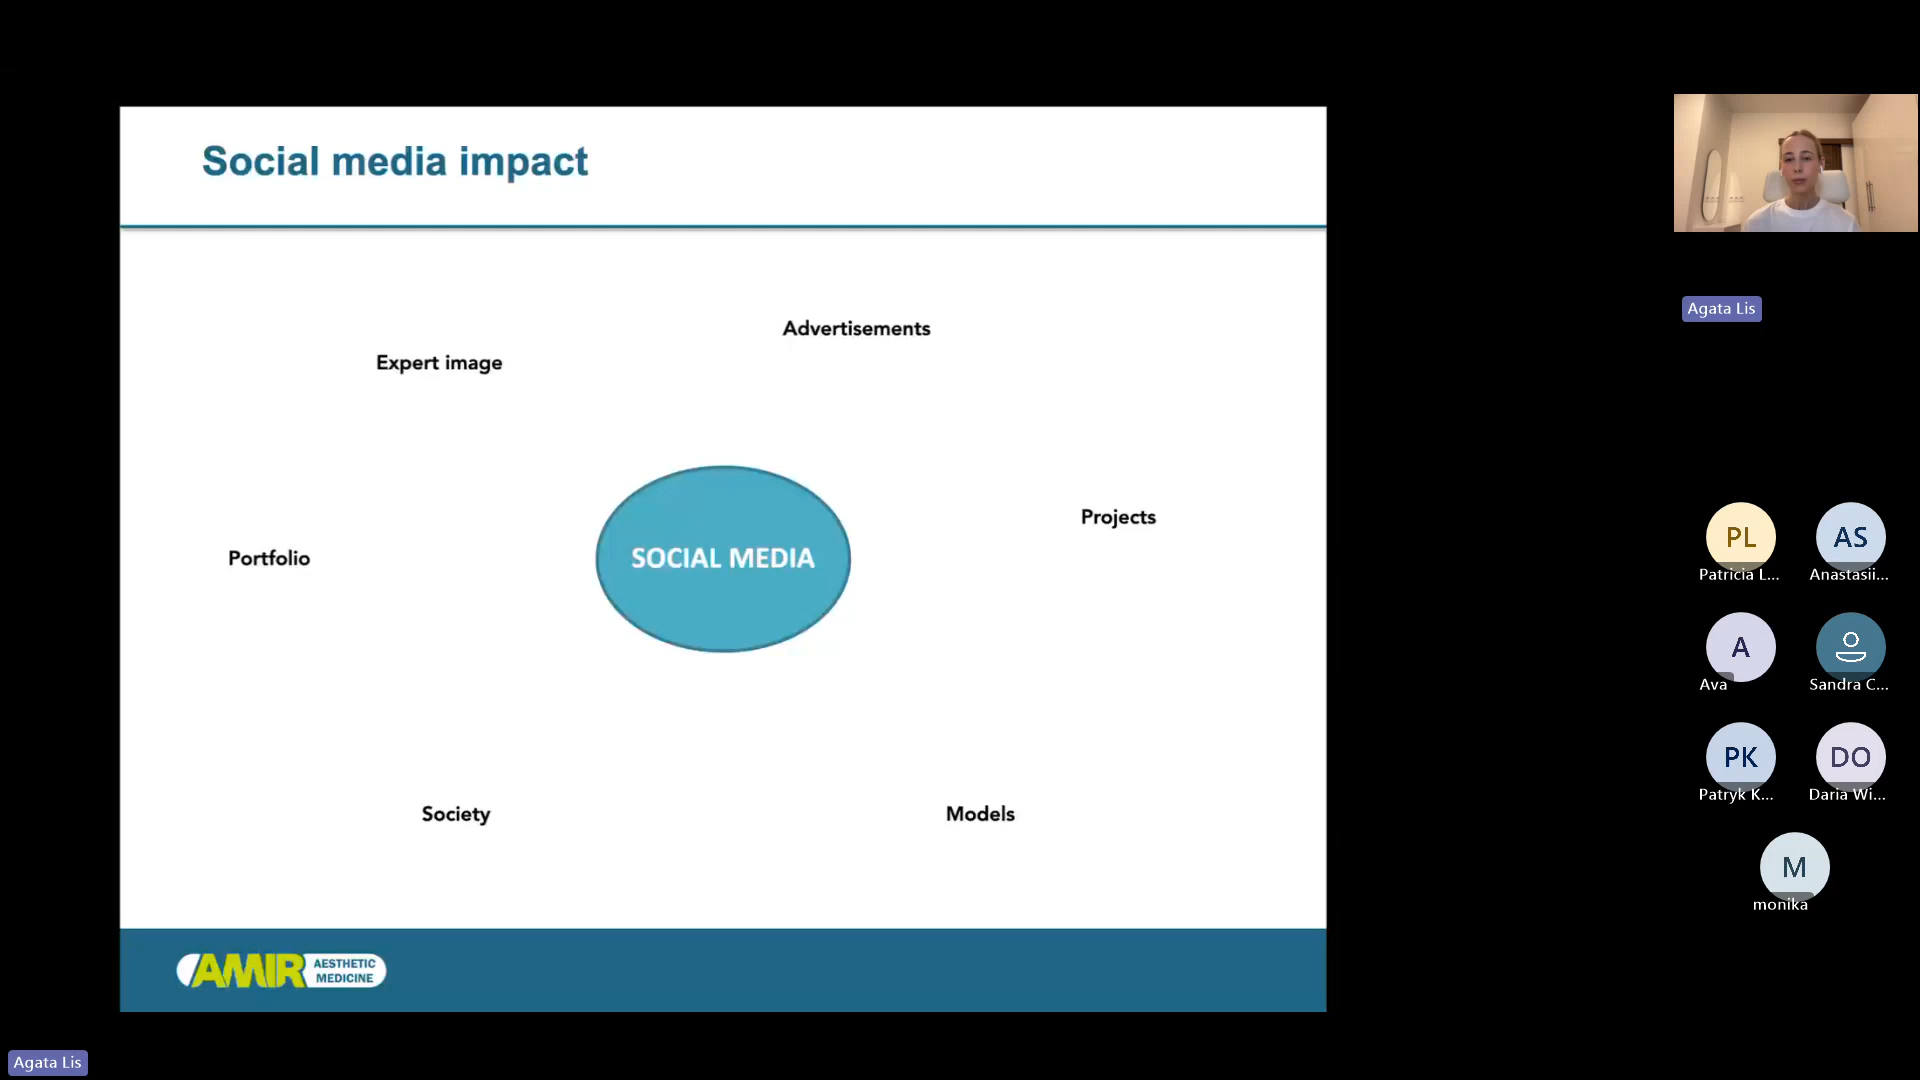 Social media impact
Advertisements
Expert image
Projects
SOCIAL MEDIA
Portfolio
Society
Models
AMIR AESTHETIC
MEDICINE
Agata Lis
Agata Lis
PL
AS
Patricia L...
Anastasii...
A
Ava
Sandra C...
PK
DO
Patryk K...
Daria Wi...
M
monika